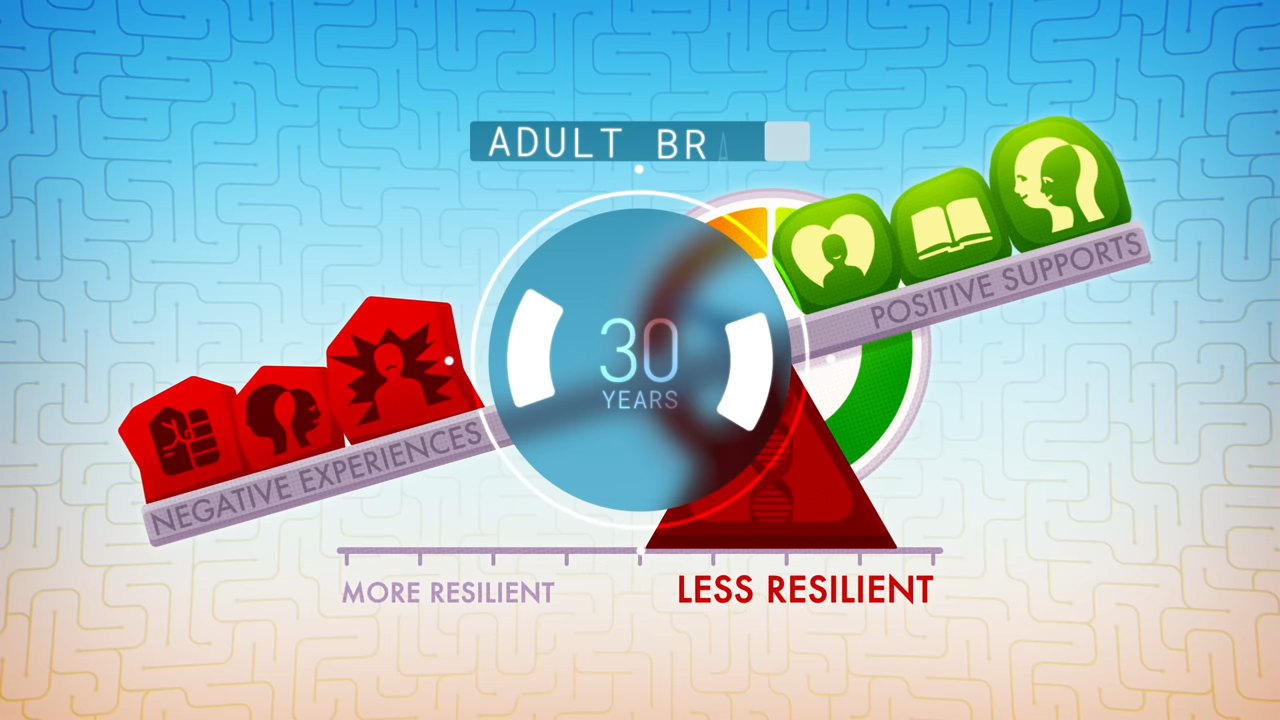 ADULT BR
POSITIVE SUPPORTS
30
YEARS
NEGATIVE EXPERIENCES
MORE RESILIENT
LESS RESILIENT